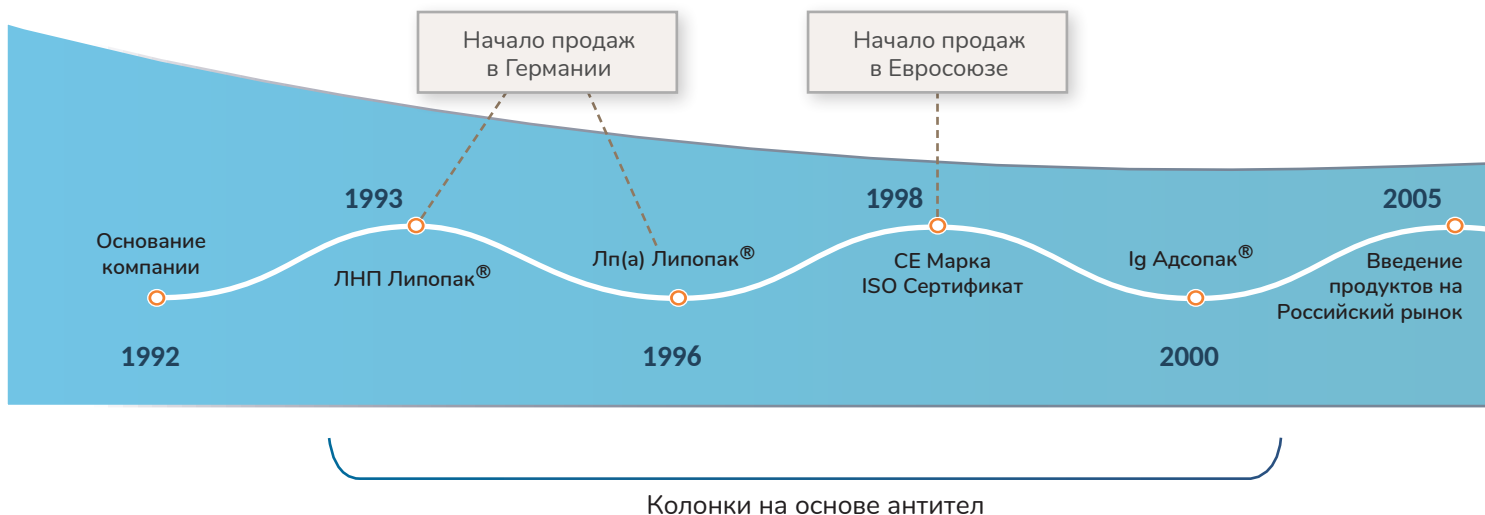 Начало продаж
в Германии
Начало продаж
в Евросоюзе
1993
1998
2005
Основание
компании
ЛНП Липопак®
Лп(а) Липопак®
СЕ Марка
ISO Сертификат
Ig Адсопак®
Введение
продуктов на
Российский рынок
1992
1996
2000
Колонки на основе антител